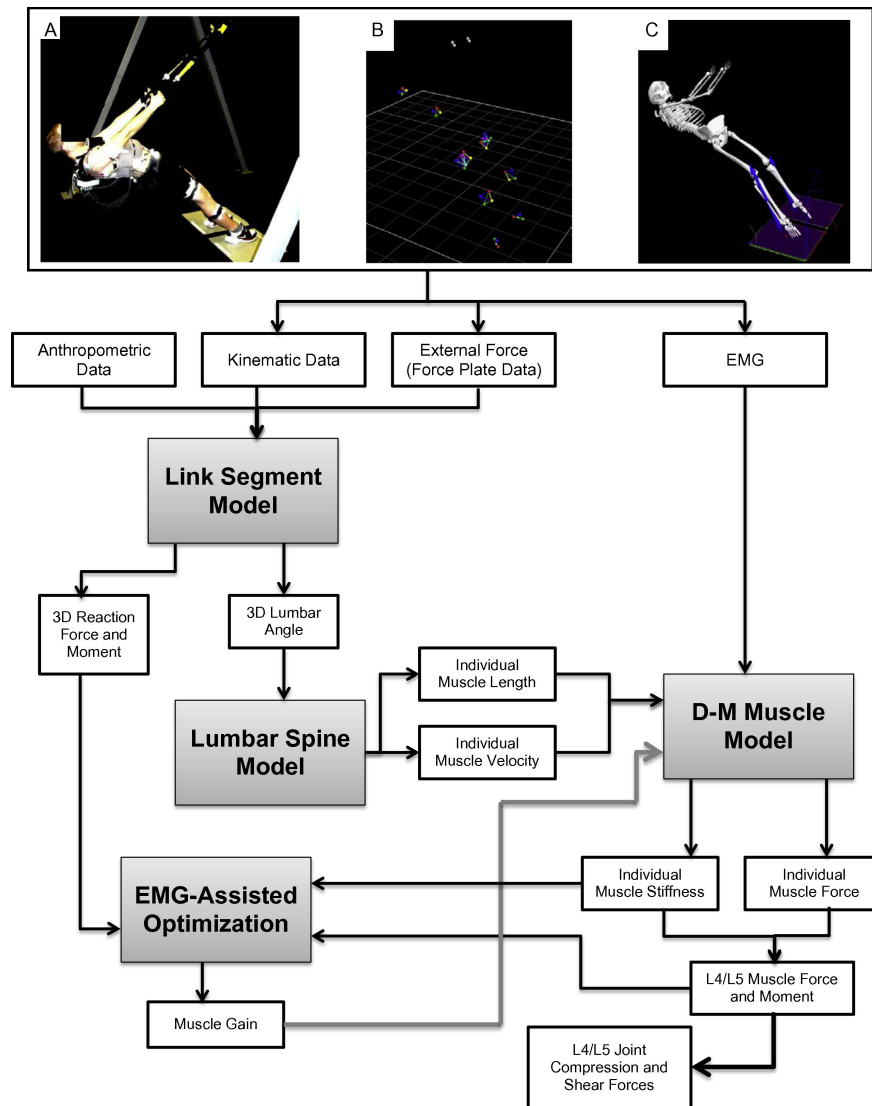 A
B
C
Anthropometric
Data
Kinematic Data
External Force
(Force Plate Data)
EMG
Link Segment
Model
3D Reaction
Force and
Moment
3D Lumbar
Angle
Individual
Muscle Length
Lumbar Spine
Model
Individual
Muscle Velocity
D-M Muscle
Model
EMG-Assisted
Optimization
Individual
Muscle Stiffness
Individual
Muscle Force
L4/L5 Muscle Force
and Moment
Muscle Gain
L4/L5 Joint
Compression and
Shear Forces